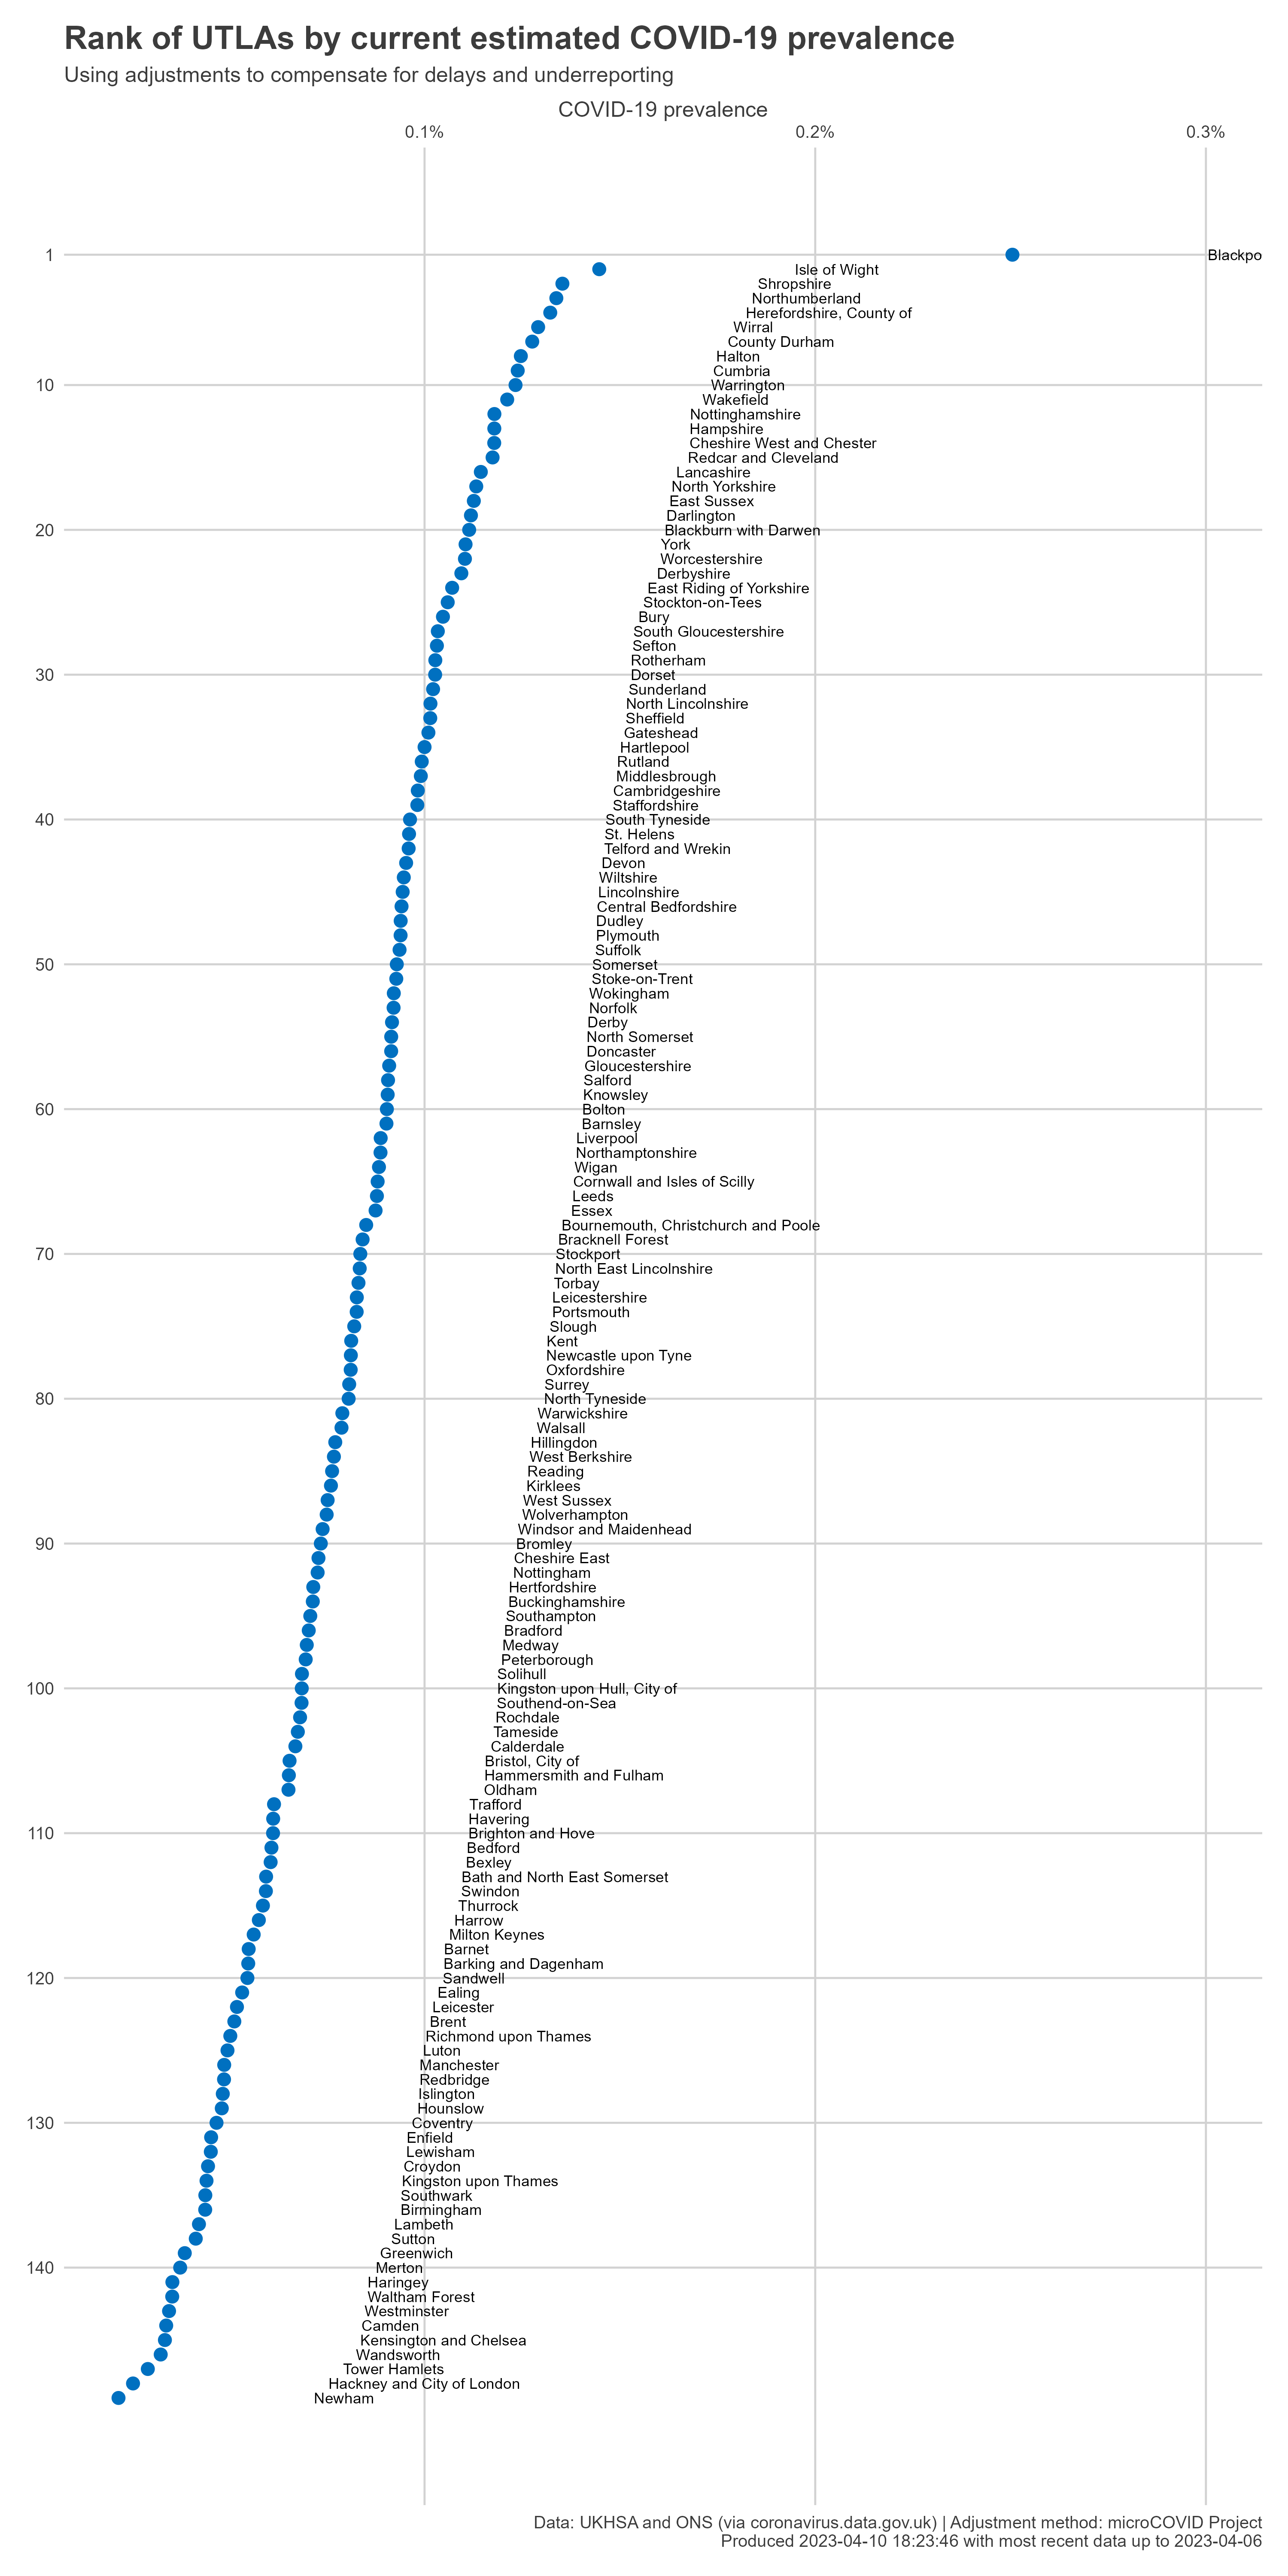 Rank of UTLAs by current estimated COVID-19 prevalence
Using adjustments to compensate for delays and underreporting
COVID-19 prevalence
0.1% 0.2% 0.3%
1 Blackpo
Isle of Wight
Shropshire
Northumberland
Herefordshire, County of
Wirral
County Durham
Halton
Cumbria
10 Warrington
Wakefield
Nottinghamshire
Hampshire
Cheshire West and Chester
Redcar and Cleveland
Lancashire
North Yorkshire
East Sussex
Darlington
20 Blackburn with Darwen
York
Worcestershire
Derbyshire
East Riding of Yorkshire
Stockton-on-Tees
Bury
South Gloucestershire
Sefton
Rotherham
30 Dorset
Sunderland
North Lincolnshire
Sheffield
Gateshead
Hartlepool
Rutland
Middlesbrough
Cambridgeshire
Staffordshire
40 South Tyneside
St. Helens
Telford and Wrekin
Devon
Wiltshire
Lincolnshire
Central Bedfordshire
Dudley
Plymouth
Suffolk
50 Somerset
Stoke-on-Trent
Wokingham
Norfolk
Derby
North Somerset
Doncaster
Gloucestershire
Salford
Knowsley
60 Bolton
Barnsley
Liverpool
Northamptonshire
Wigan
Cornwall and Isles of Scilly
Leeds
Essex
Bournemouth, Christchurch and Poole
Bracknell Forest
70 Stockport
North East Lincolnshire
Torbay
Leicestershire
Portsmouth
Slough
Kent
Newcastle upon Tyne
Oxfordshire
Surrey
80 North Tyneside
Warwickshire
Walsall
Hillingdon
West Berkshire
Reading
Kirklees
West Sussex
Wolverhampton
Windsor and Maidenhead
90 Bromley
Cheshire East
Nottingham
Hertfordshire
Buckinghamshire
Southampton
Bradford
Medway
Peterborough
Solihull
100 Kingston upon Hull, City of
Southend-on-Sea
Rochdale
Tameside
Calderdale
Bristol, City of
Hammersmith and Fulham
Oldham
Trafford
Havering
110 Brighton and Hove
Bedford
Bexley
Bath and North East Somerset
Swindon
Thurrock
Harrow
Milton Keynes
Barnet
Barking and Dagenham
120 Sandwell
Ealing
Leicester
Brent
Richmond upon Thames
Luton
Manchester
Redbridge
Islington
Hounslow
130 Coventry
Enfield
Lewisham
Croydon
Kingston upon Thames
Southwark
Birmingham
Lambeth
Sutton
Greenwich
140 Merton
Haringey
Waltham Forest
Westminster
Camden
Kensington and Chelsea
Wandsworth
Tower Hamlets
Hackney and City of London
Newham
Data: UKHSA and ONS (via coronavirus.data.gov.uk) | Adjustment method: microCOVID Project
Produced 2023-04-10 18:23:46 with most recent data up to 2023-04-06